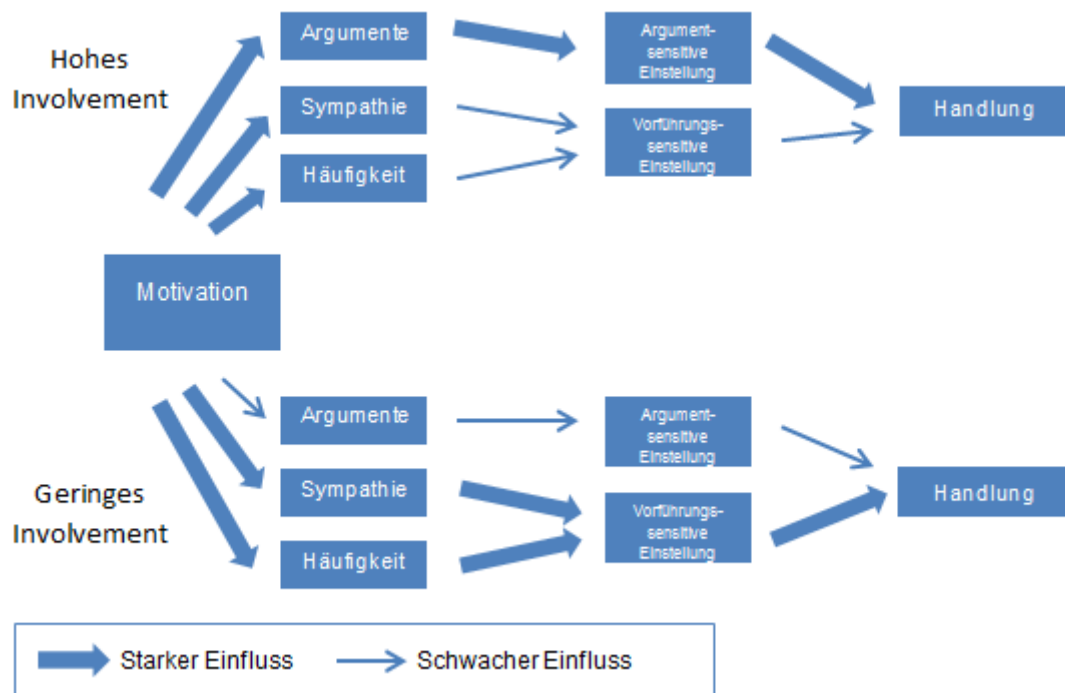 Hohes
Involvement
Argumente
Argument-
sensitive
Einstellung
Sympathie
Vorführungs-
sensitive
Einstellung
Häufigkeit
Handlung
Motivation
Geringes
Involvement
Argumente
Argument-
sensitive
Einstellung
Sympathie
Vorführungs-
sensitive
Einstellung
Häufigkeit
Handlung
Starker Einfluss
Schwacher Einfluss